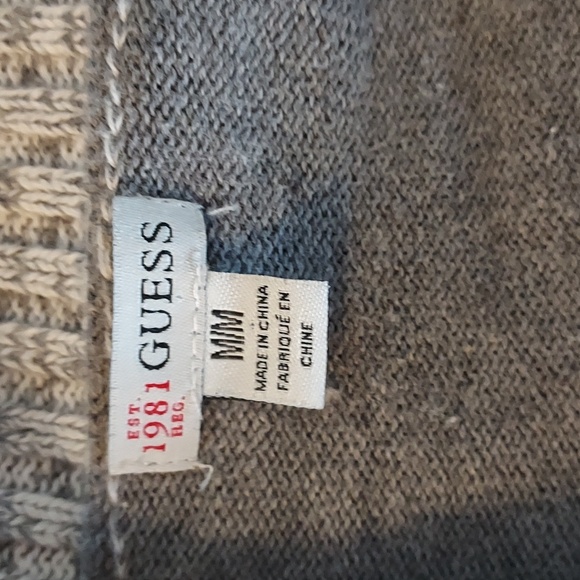 EST.
1981 GUESS
REG.
M/M
MADE IN CHINA
FABRIQUÉ EN
CHINE